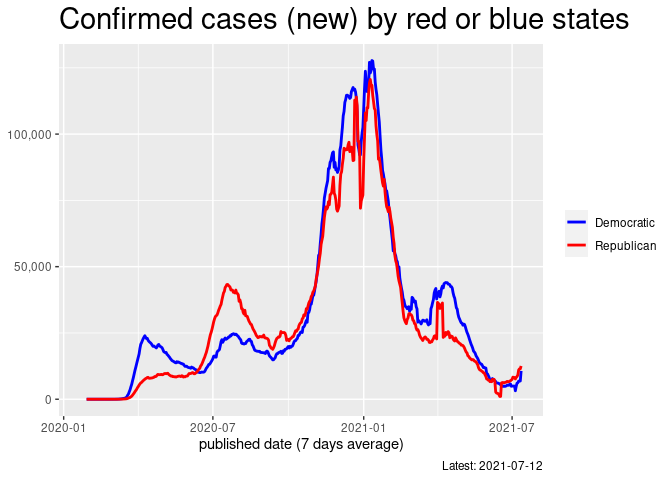 Confirmed cases (new) by red or blue states
100,000
50,000
0
Democratic
Republican
2020-01
2020-07
2021-01
2021-07
published date (7 days average)
Latest: 2021-07-12